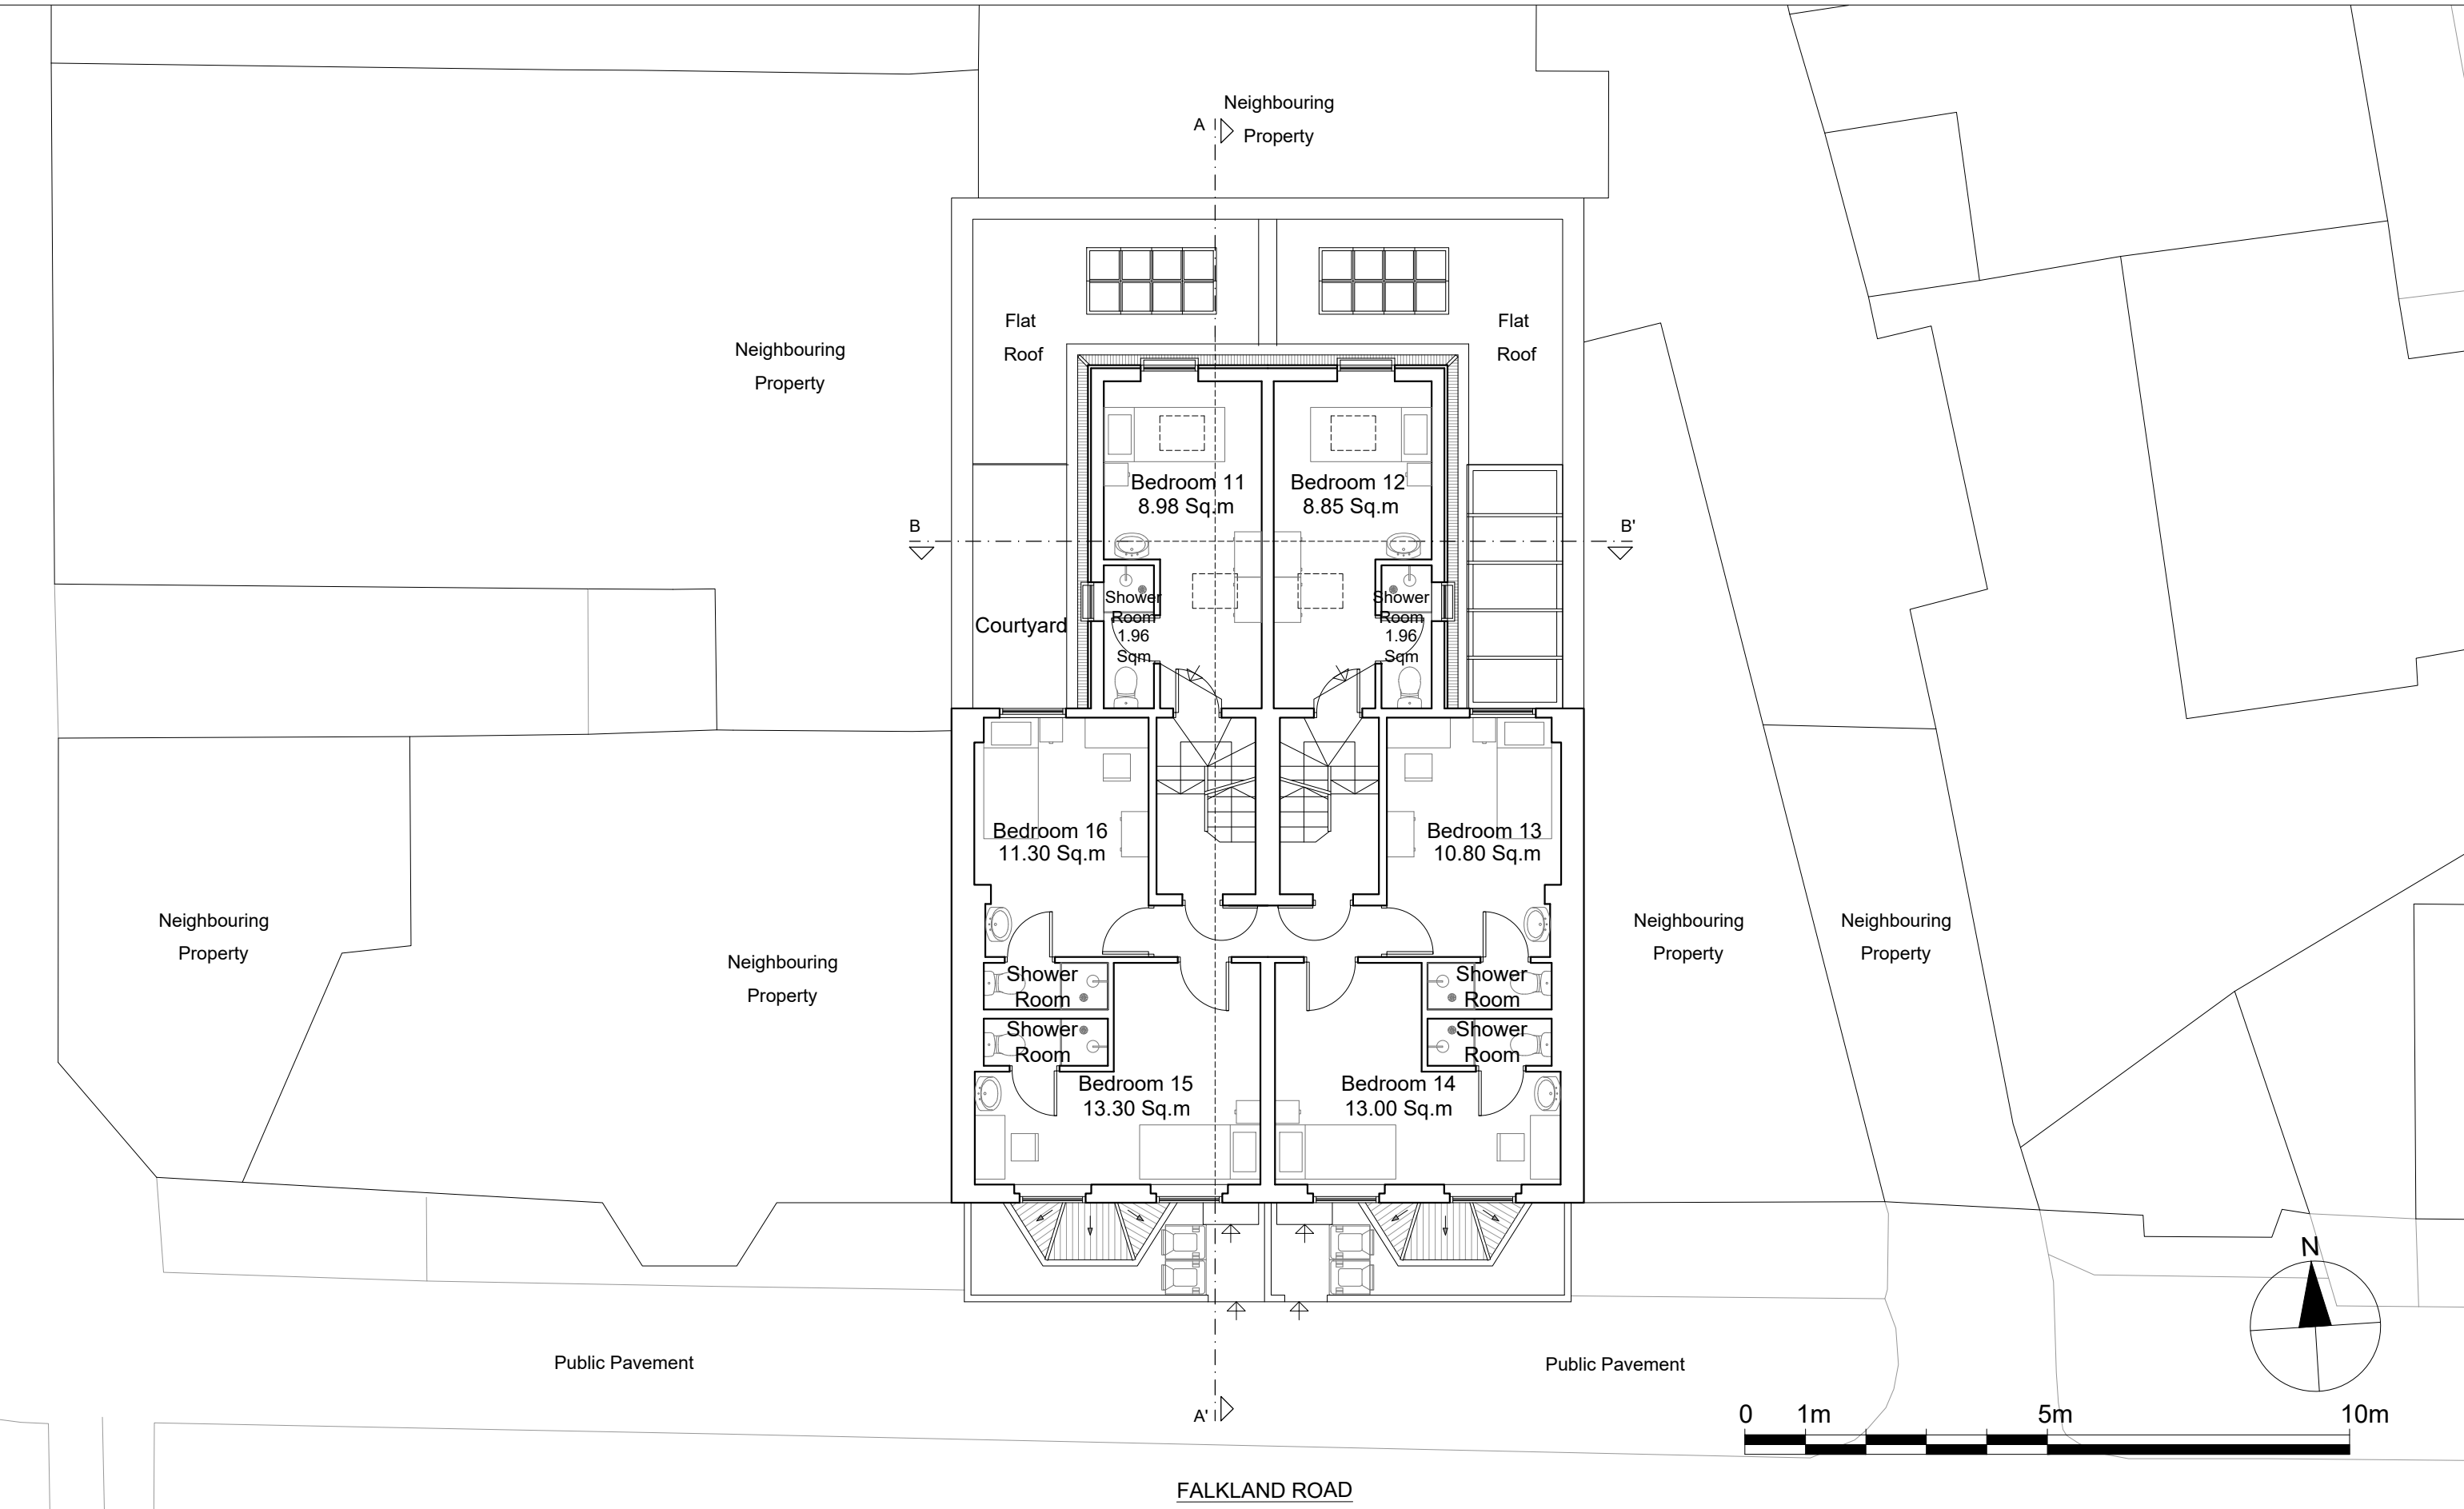 Neighbouring
Property
A
Flat
Roof
Flat
Roof
Neighbouring
Property
Bedroom 11
8.98 Sq.m
Bedroom 12
8.85 Sq.m
B
B'
Shower
Room
1.96
Sqm
Shower
Room
1.96
Sqm
Courtyard
Bedroom 16
11.30 Sq.m
Bedroom 13
10.80 Sq.m
Neighbouring
Property
Neighbouring
Property
Neighbouring
Property
Neighbouring
Property
Shower
Room
Shower
Room
Shower
Room
Shower
Room
Bedroom 15
13.30 Sq.m
Bedroom 14
13.00 Sq.m
N
Public Pavement
Public Pavement
A'
0 1m 5m 10m
FALKLAND ROAD